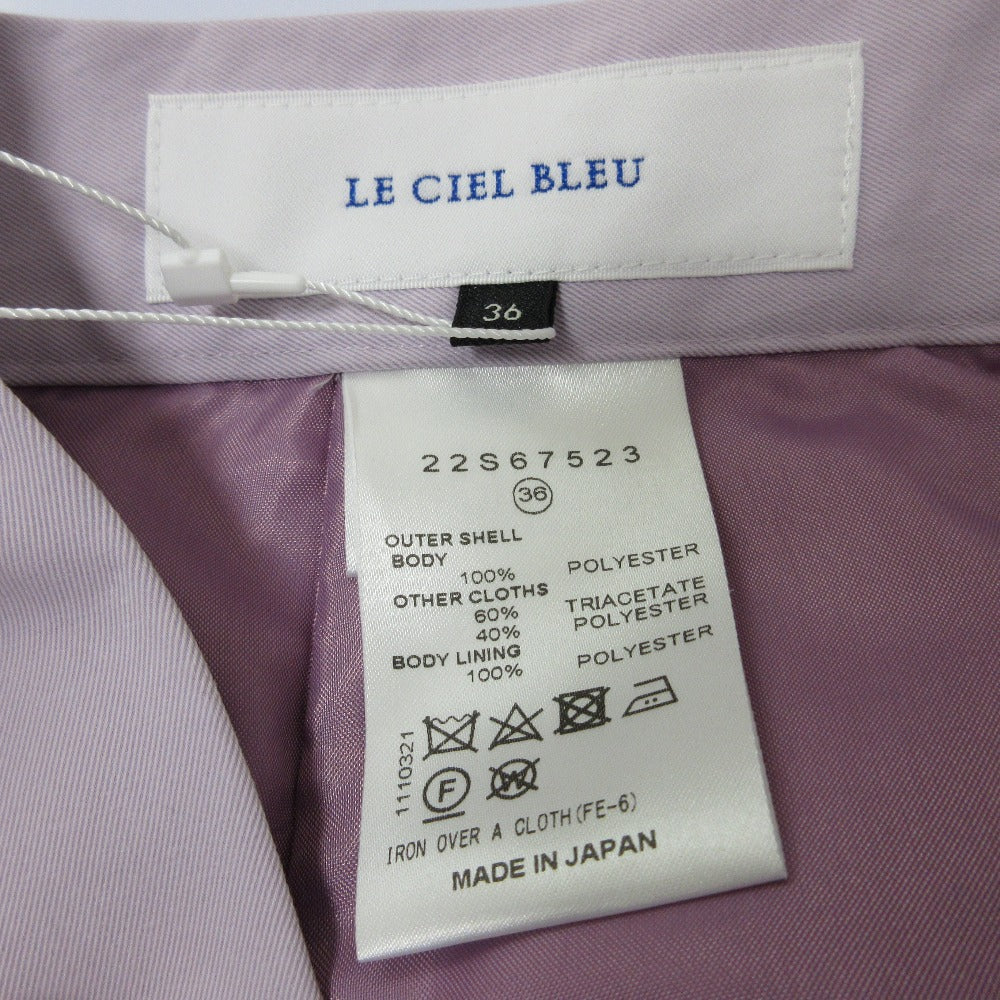 LE CIEL BLEU
36
22S67523
36
OUTER SHELL
BODY
100% POLYESTER
OTHER CLOTHS
60% TRIACETATE
40% POLYESTER
BODY LINING
100% POLYESTER
1110321
F W
IRON OVER A CLOTH(FE-6)
MADE IN JAPAN